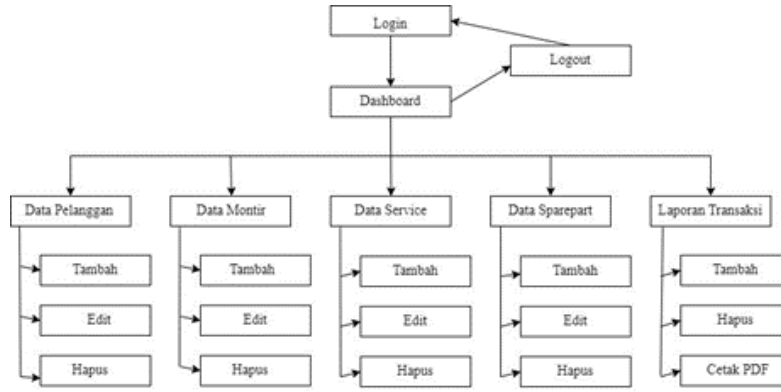 Login
Logout
Dashboard
Data Pelanggan
Data Montir
Data Service
Data Sparepart
Laporan Transaksi
Tambah
Tambah
Tambah
Tambah
Tambah
Edit
Edit
Edit
Edit
Hapus
Hapus
Hapus
Hapus
Hapus
Cetak PDF